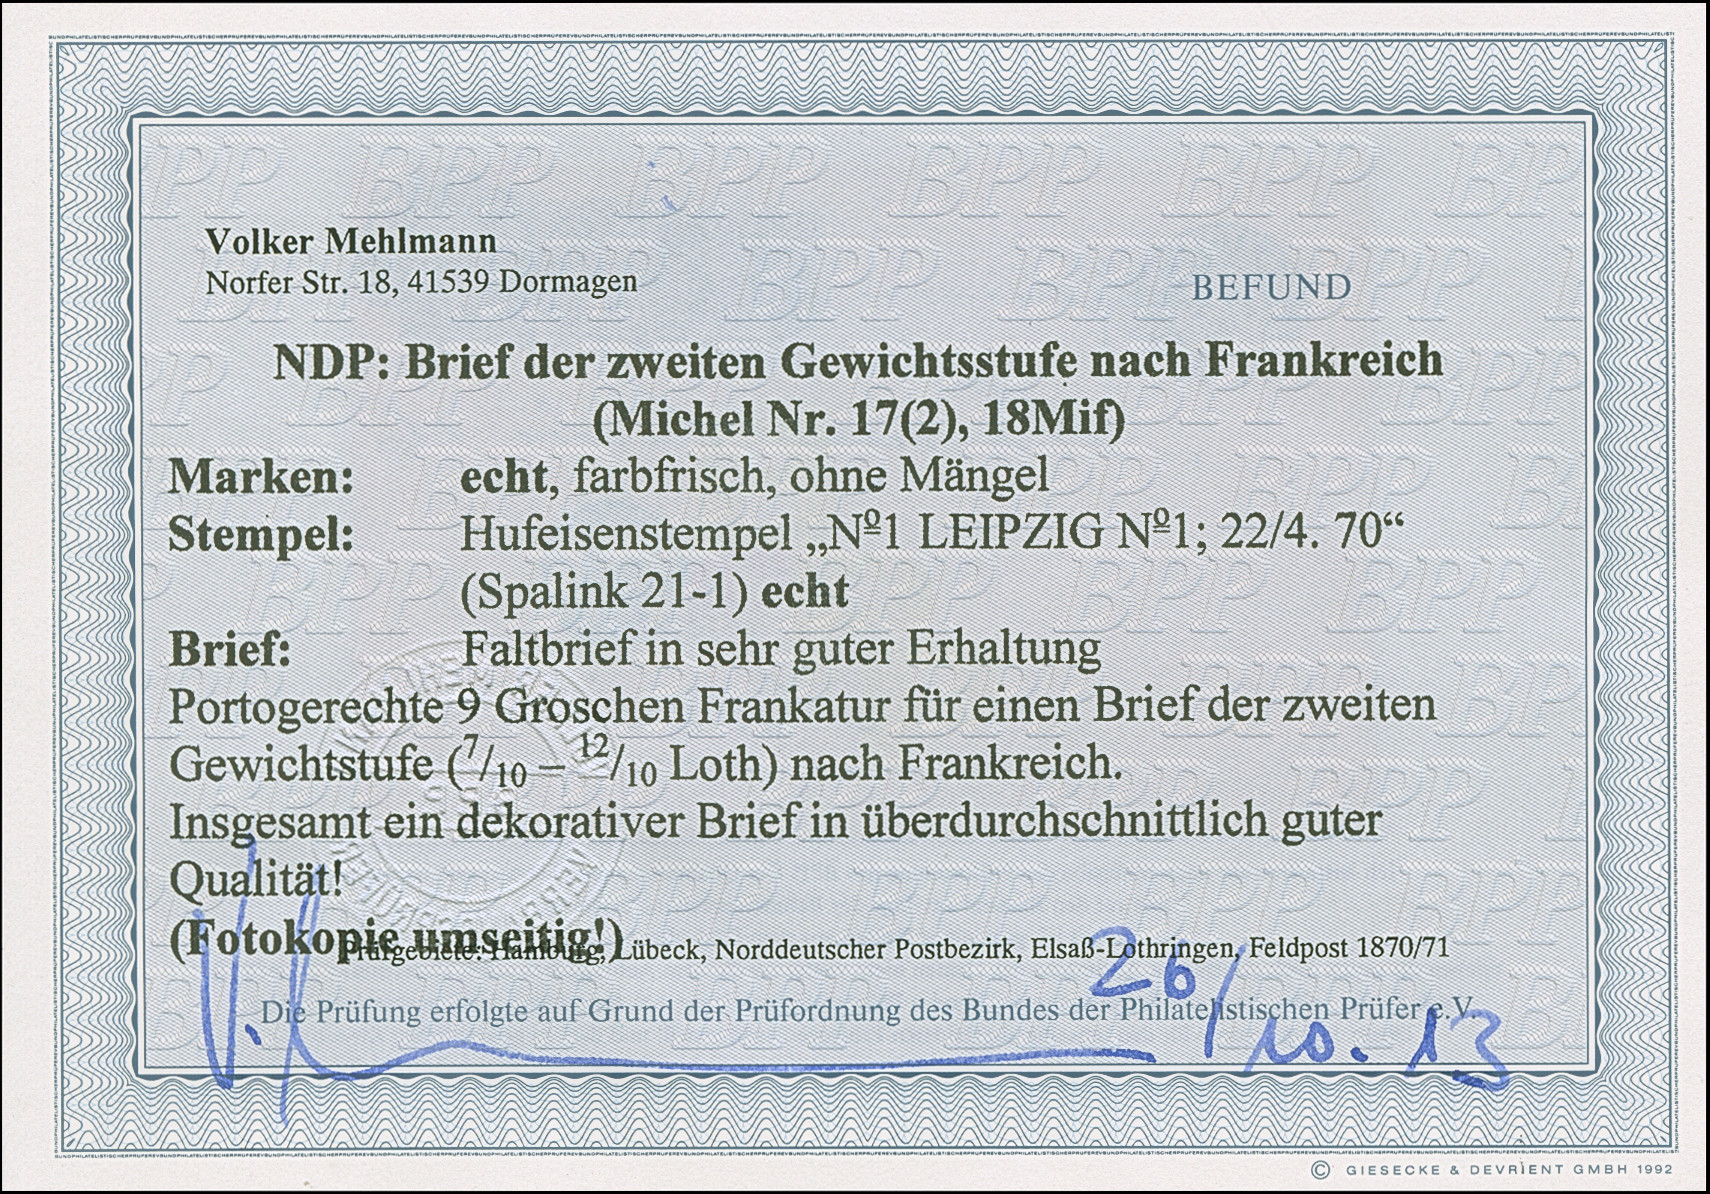 Volker Mehlmann
Norfer Str. 18, 41539 Dormagen
BEFUND
NDP: Brief der zweiten Gewichtsstufe nach Frankreich
(Michel Nr. 17(2), 18Mif)
Marken: echt, farbfrisch, ohne Mängel
Stempel: Hufeisenstempel „Nº1 LEIPZIG Nº1; 22/4. 70“
(Spalink 21-1) echt
Brief: Faltbrief in sehr guter Erhaltung
Portogerechte 9 Groschen Frankatur für einen Brief der zweiten
Gewichtstufe (7/10 – 12/10 Loth) nach Frankreich.
Insgesamt ein dekorativer Brief in überdurchschnittlich guter
Qualität!
(Fotokopie umseitig!)
Prüfgebiete: Hamburg, Lübeck, Norddeutscher Postbezirk, Elsaß-Lothringen, Feldpost 1870/71
Die Prüfung erfolgte auf Grund der Prüfordnung des Bundes der Philatelistischen Prüfer e.V.
26/10.13
© GIESECKE & DEVRIENT GMBH 1992